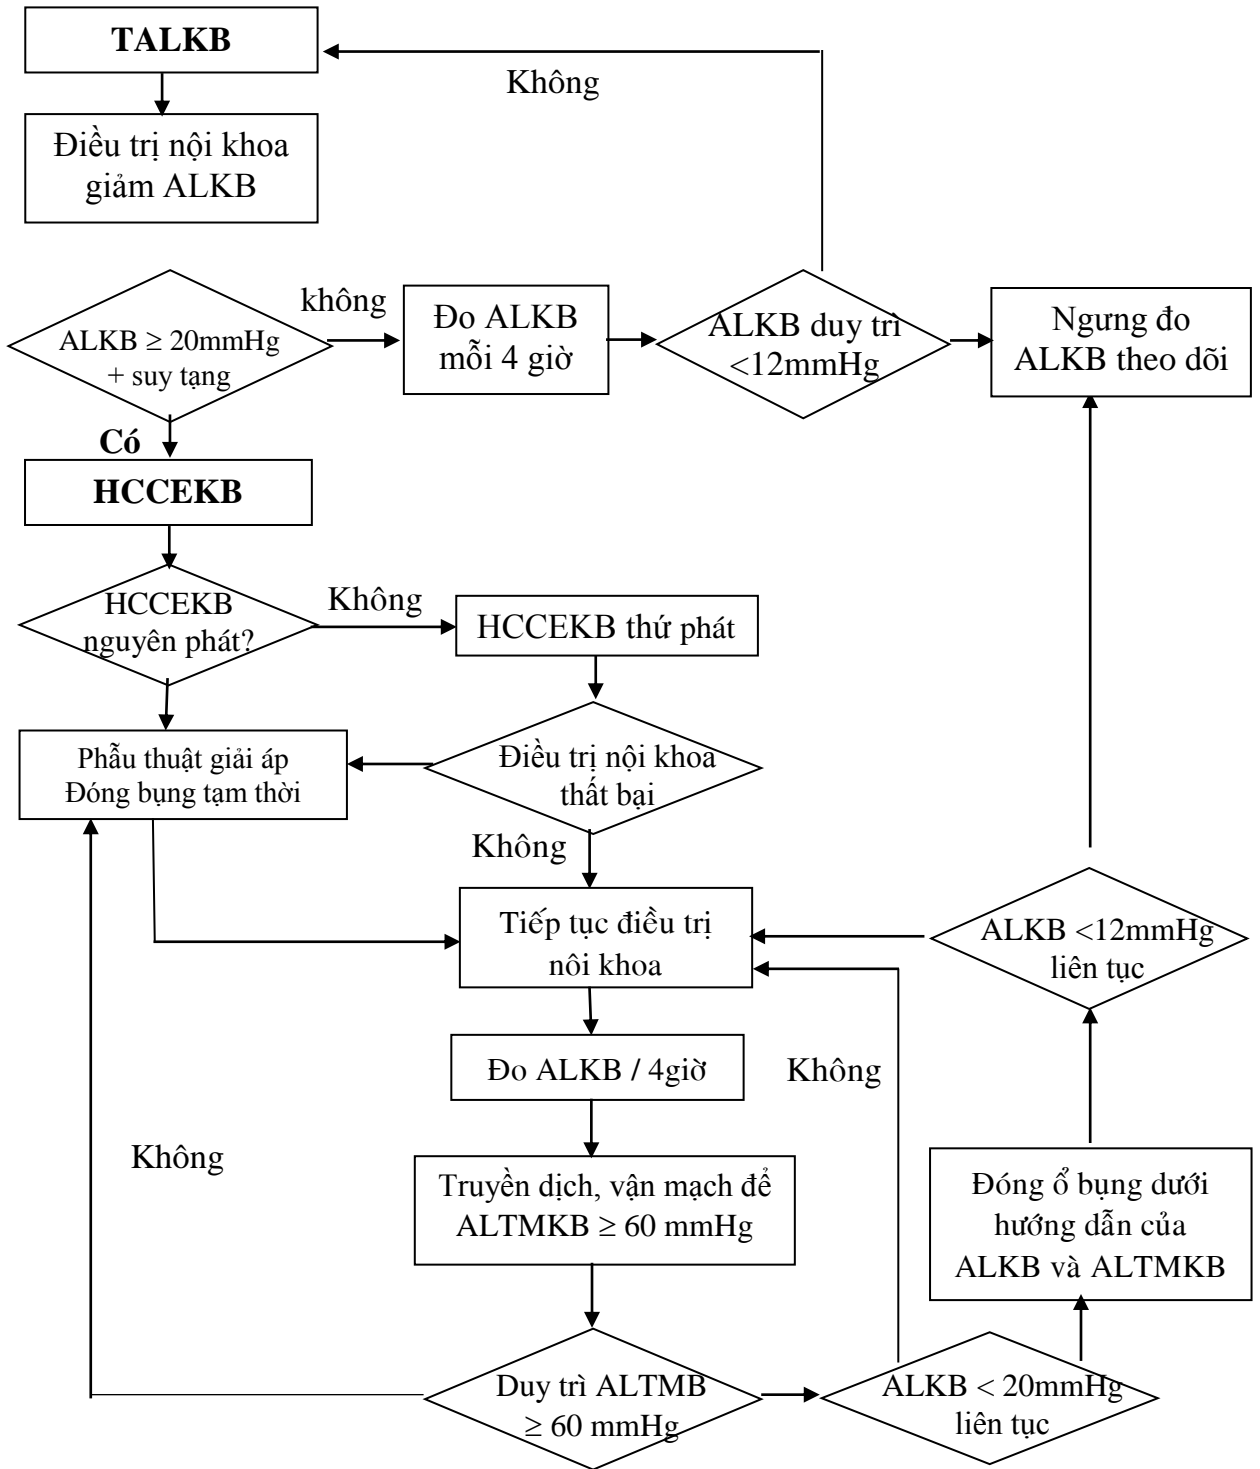 TALKB
Không
Điều trị nội khoa
giảm ALKB
ALKB ≥ 20mmHg
+ suy tạng
không
Đo ALKB
mỗi 4 giờ
ALKB duy trì
<12mmHg
Ngưng đo
ALKB theo dõi
Có
HCCEKB
HCCEKB
nguyên phát?
Không
HCCEKB thứ phát
Phẫu thuật giải áp
Đóng bụng tạm thời
Điều trị nội khoa
thất bại
Không
Tiếp tục điều trị
nôi khoa
ALKB <12mmHg
liên tục
Đo ALKB / 4giờ
Không
Không
Truyền dịch, vận mạch để
ALTMKB ≥ 60 mmHg
Đóng ổ bụng dưới
hướng dẫn của
ALKB và ALTMKB
Duy trì ALTMB
≥ 60 mmHg
ALKB < 20mmHg
liên tục